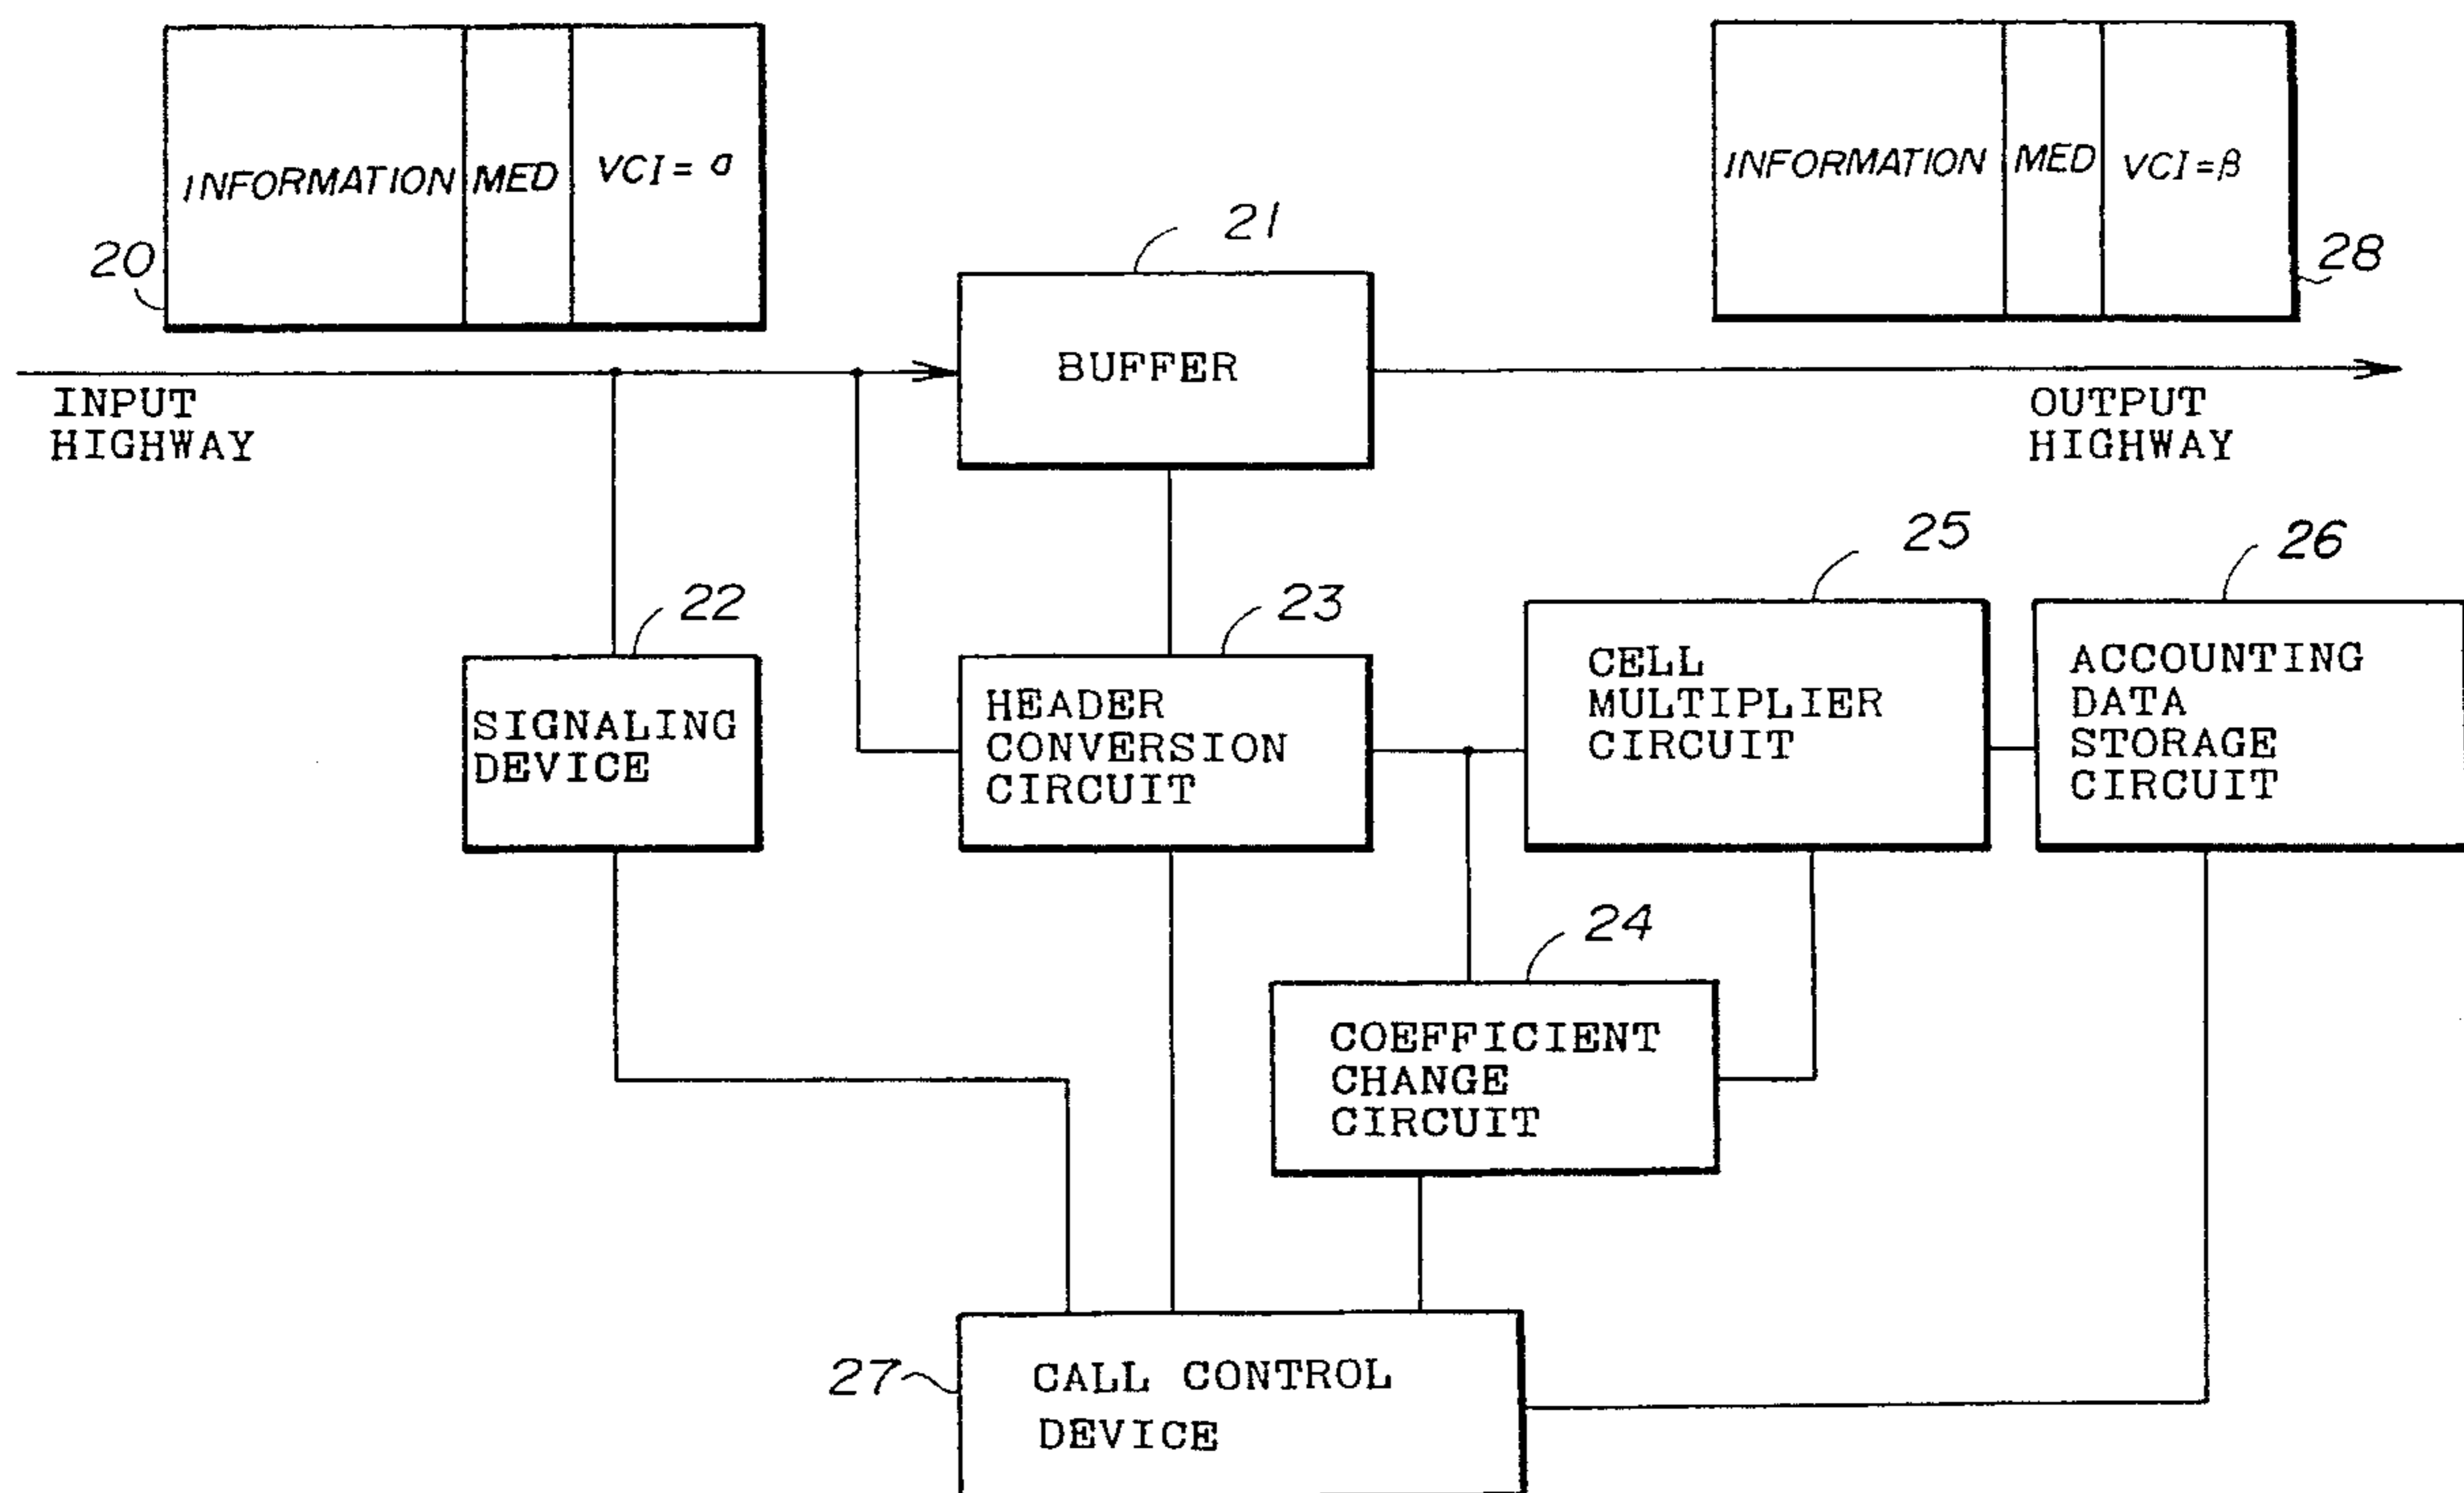 INFORMATION MED VCI = α
20
INFORMATION MED VCI = β
28
21
BUFFER
INPUT
HIGHWAY
OUTPUT
HIGHWAY
22
SIGNALING
DEVICE
23
HEADER
CONVERSION
CIRCUIT
25
CELL
MULTIPLIER
CIRCUIT
26
ACCOUNTING
DATA
STORAGE
CIRCUIT
24
COEFFICIENT
CHANGE
CIRCUIT
27
CALL CONTROL
DEVICE